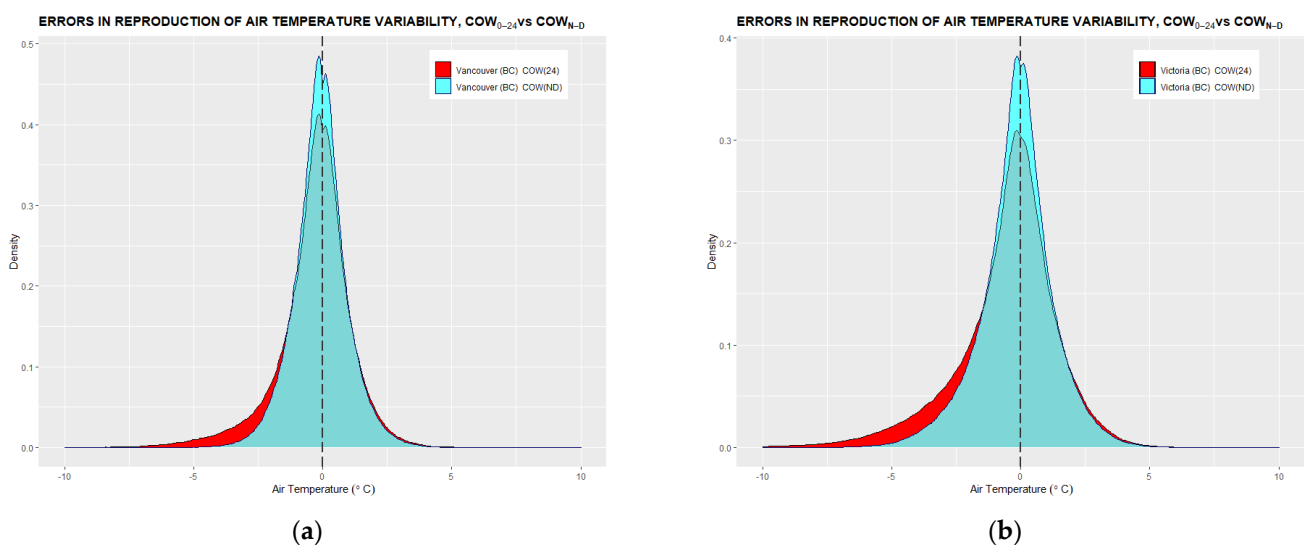 ERRORS IN REPRODUCTION OF AIR TEMPERATURE VARIABILITY, COW₀₋₂₄vs COW_N–D
0.5
0.4
0.3
0.2
0.1
0.0
Density
Vancouver (BC) COW(24)
Vancouver (BC) COW(ND)
-10
-5
0
5
10
Air Temperature (° C)
(a)
ERRORS IN REPRODUCTION OF AIR TEMPERATURE VARIABILITY, COW₀₋₂₄vs COW_N–D
0.4
0.3
0.2
0.1
0.0
Density
Victoria (BC) COW(24)
Victoria (BC) COW(ND)
-10
-5
0
5
10
Air Temperature (° C)
(b)